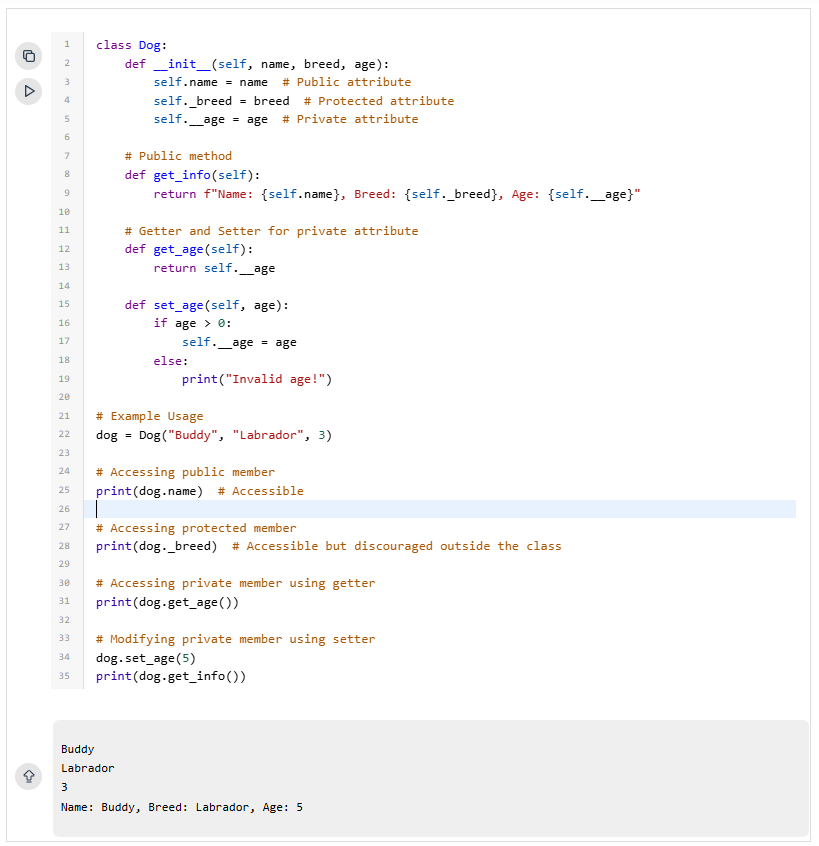 1 class Dog:
2     def __init__(self, name, breed, age):
3         self.name = name  # Public attribute
4         self._breed = breed  # Protected attribute
5         self.__age = age  # Private attribute
6
7     # Public method
8     def get_info(self):
9         return f"Name: {self.name}, Breed: {self._breed}, Age: {self.__age}"
10
11     # Getter and Setter for private attribute
12     def get_age(self):
13         return self.__age
14
15     def set_age(self, age):
16         if age > 0:
17             self.__age = age
18         else:
19             print("Invalid age!")
20
21 # Example Usage
22 dog = Dog("Buddy", "Labrador", 3)
23
24 # Accessing public member
25 print(dog.name)  # Accessible
26
27 # Accessing protected member
28 print(dog._breed)  # Accessible but discouraged outside the class
29
30 # Accessing private member using getter
31 print(dog.get_age())
32
33 # Modifying private member using setter
34 dog.set_age(5)
35 print(dog.get_info())
Buddy
Labrador
3
Name: Buddy, Breed: Labrador, Age: 5